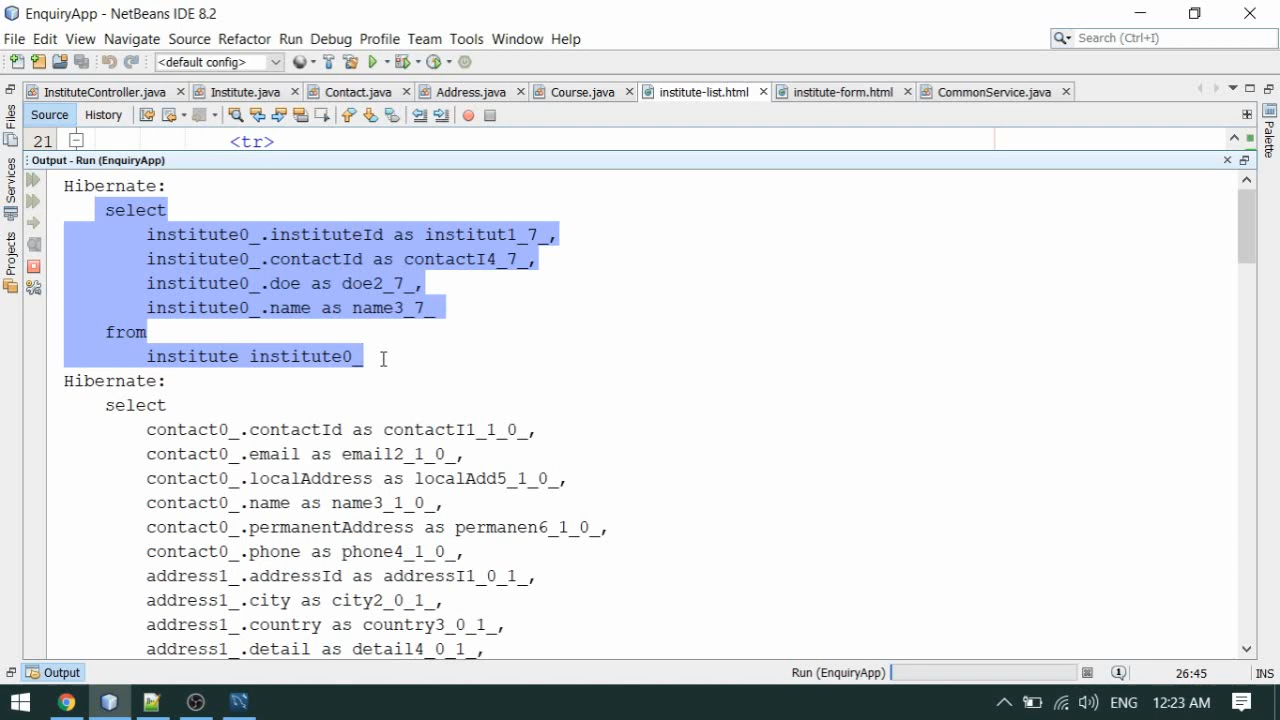 EnquiryApp - NetBeans IDE 8.2
File Edit View Navigate Source Refactor Run Debug Profile Team Tools Window Help
Search (Ctrl+I)
<default config>
InstituteController.java Institute.java Contact.java Address.java Course.java institute-list.html institute-form.html CommonService.java
Source History
21 <tr>
Output - Run (EnquiryApp)
Files
Services
Projects
Palette
Hibernate:
select
institute0_.instituteId as institut1_7_,
institute0_.contactId as contactI4_7_,
institute0_.doe as doe2_7_,
institute0_.name as name3_7_
from
institute institute0_
Hibernate:
select
contact0_.contactId as contactI1_1_0_,
contact0_.email as email2_1_0_,
contact0_.localAddress as localAdd5_1_0_,
contact0_.name as name3_1_0_,
contact0_.permanentAddress as permanen6_1_0_,
contact0_.phone as phone4_1_0_,
address1_.addressId as addressI1_0_1_,
address1_.city as city2_0_1_,
address1_.country as country3_0_1_,
address1_.detail as detail4_0_1_,
Output
Run (EnquiryApp)
1
26:45 INS
ENG 12:23 AM